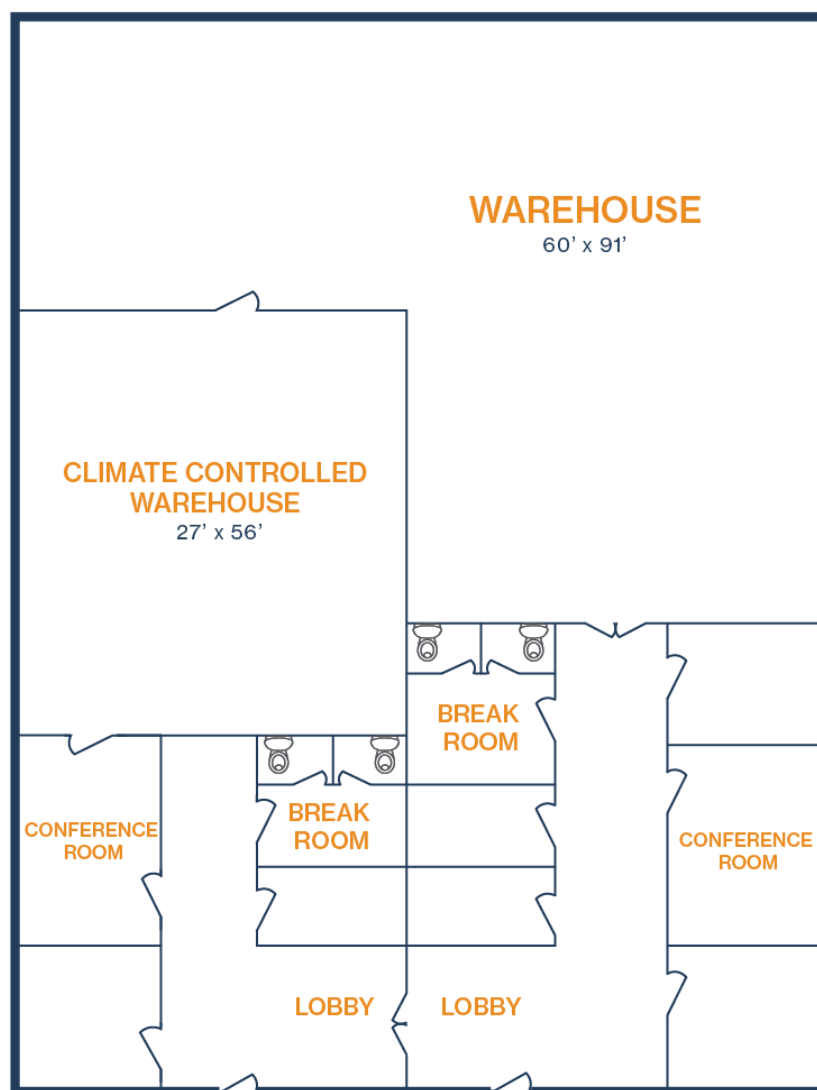 WAREHOUSE
60’ x 91’
CLIMATE CONTROLLED
WAREHOUSE
27’ x 56’
BREAK
ROOM
BREAK
ROOM
CONFERENCE
ROOM
CONFERENCE
ROOM
LOBBY
LOBBY